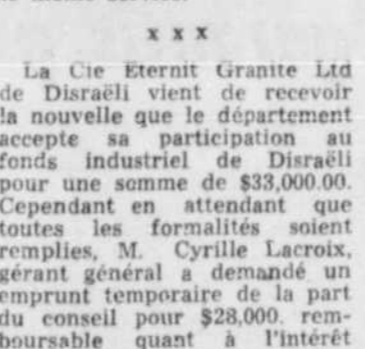 x x x
La Cie Eternit Granite Ltd
de Disraëli vient de recevoir
la nouvelle que le département
accepte sa participation au
fonds industriel de Disraëli
pour une somme de $33,000.00.
Cependant en attendant que
toutes les formalités soient
remplies, M. Cyrille Lacroix,
gérant général a demandé un
emprunt temporaire de la part
du conseil pour $28,000. rem-
boursable quant à l'intérêt